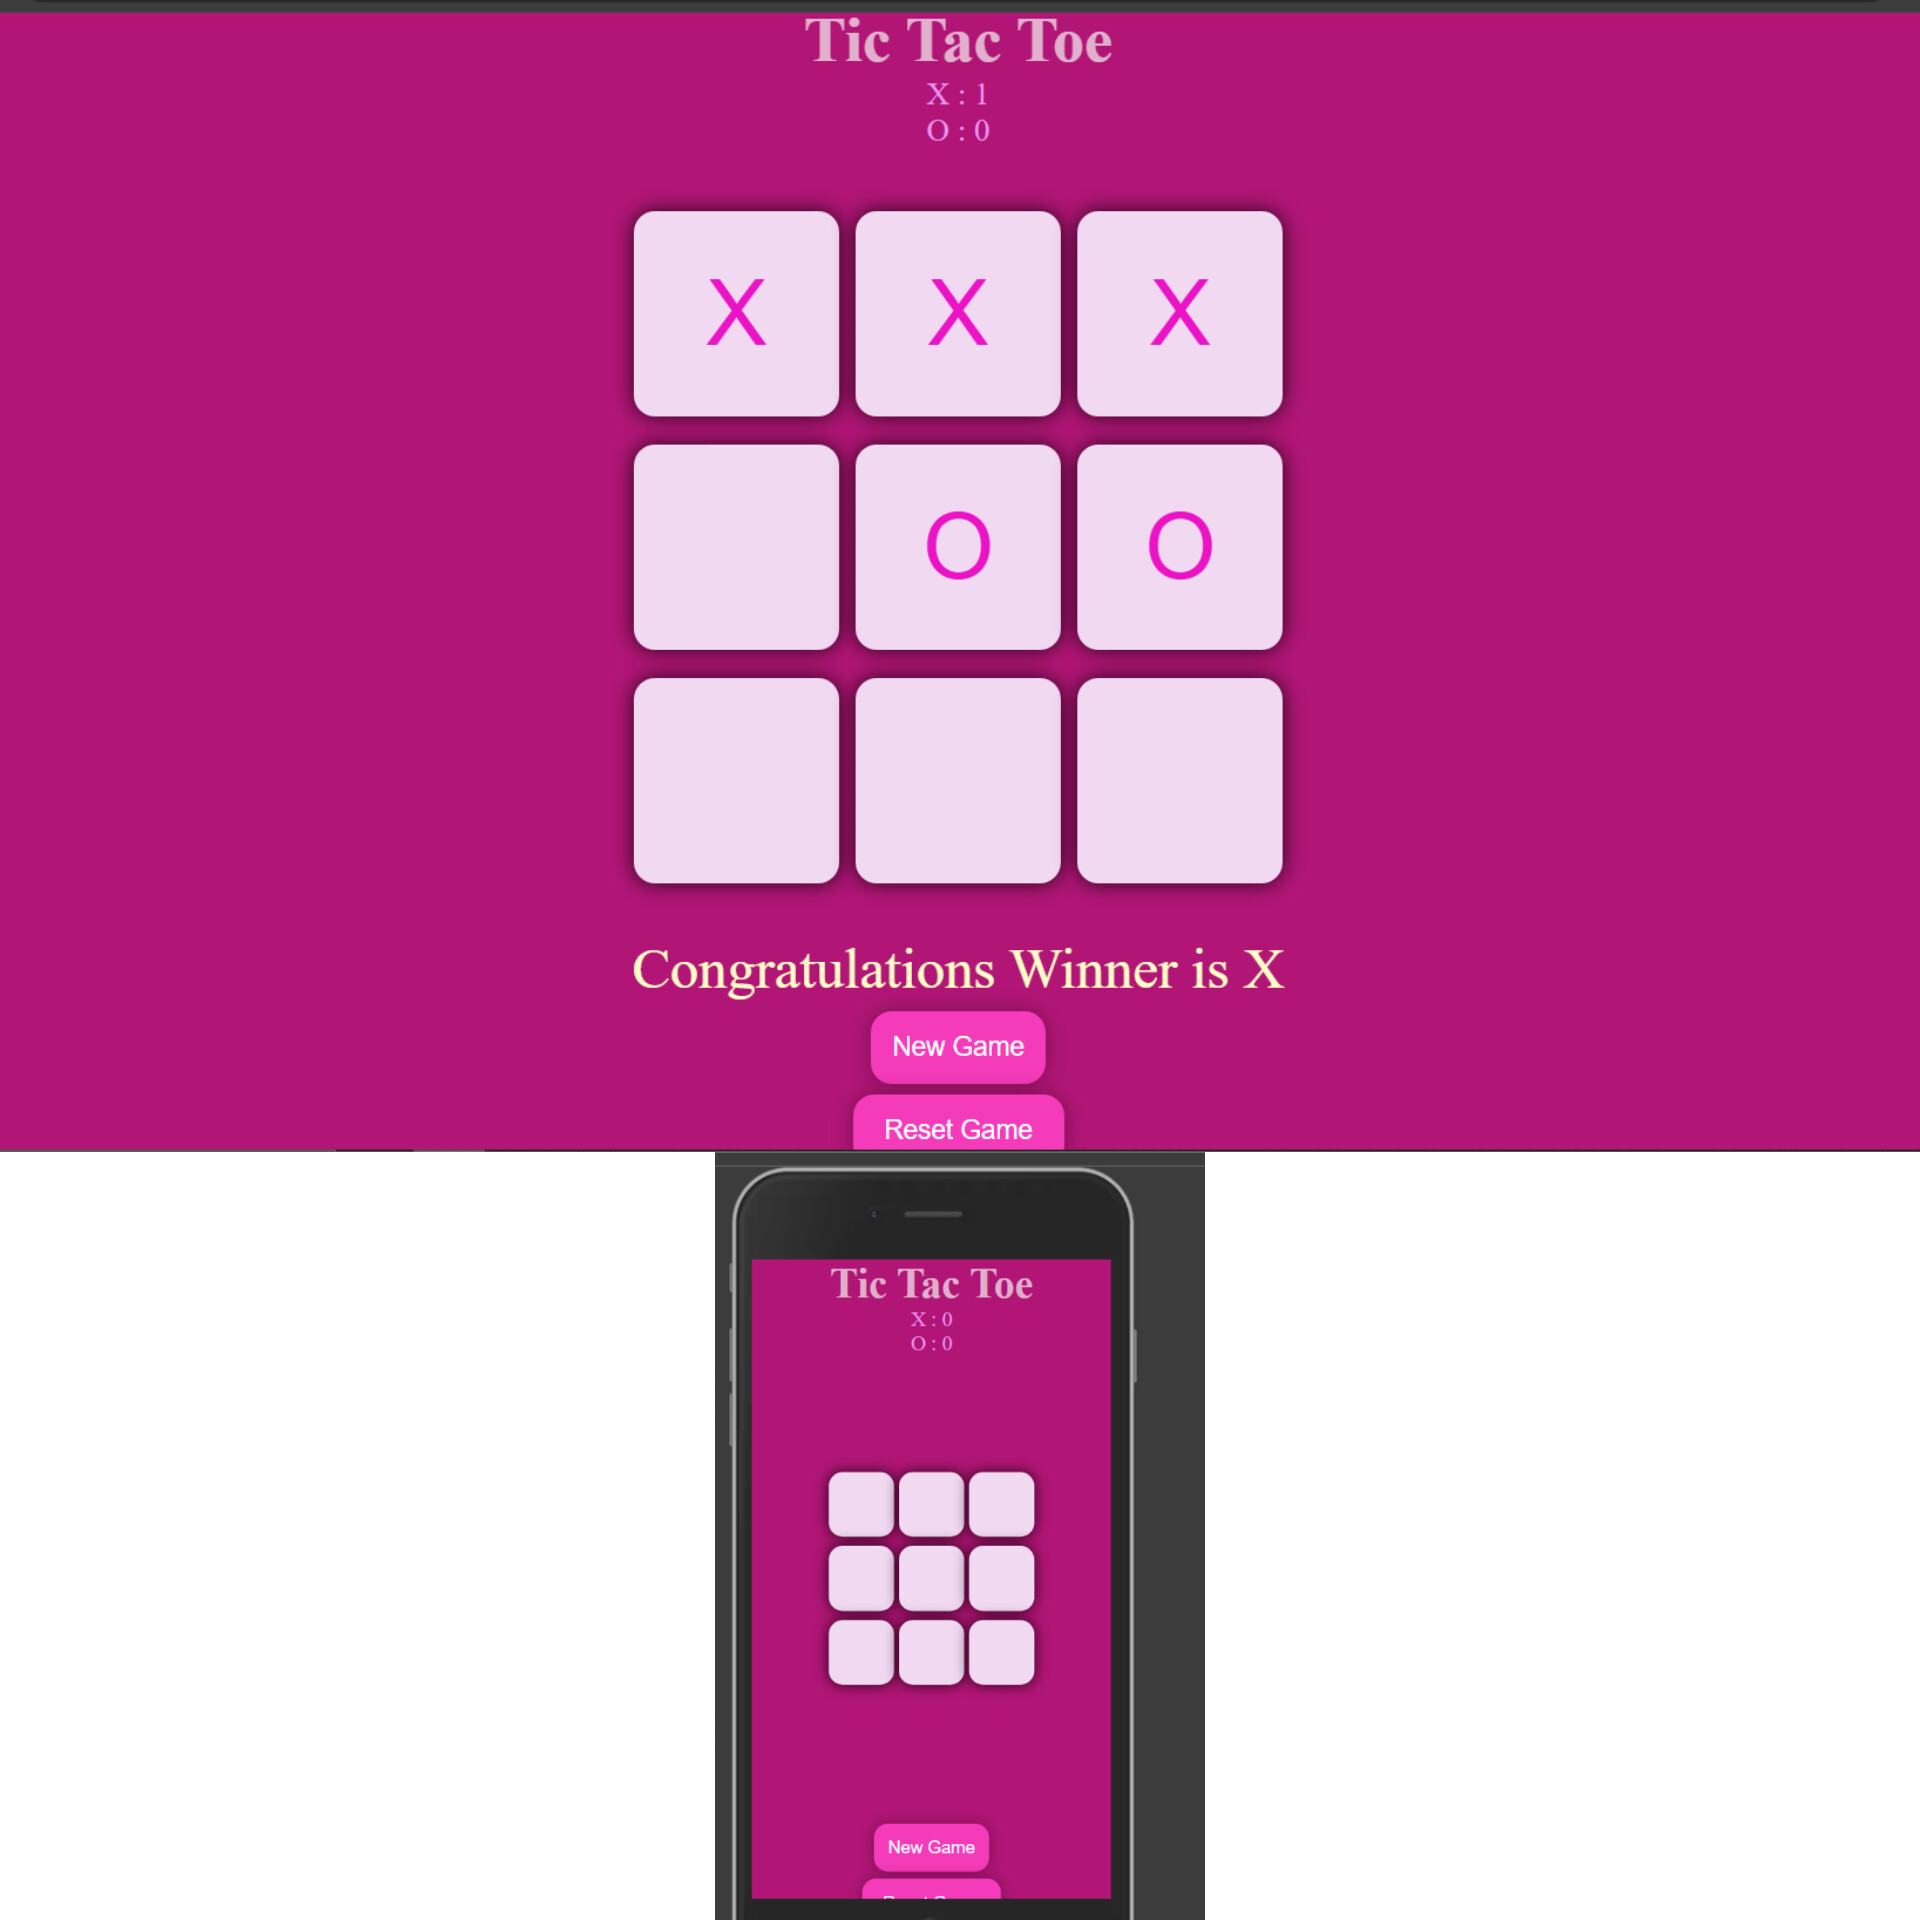 Tic Tac Toe
X : 1
O : 0
X X X
O O
Congratulations Winner is X
New Game
Reset Game
Tic Tac Toe
X : 0
O : 0
New Game